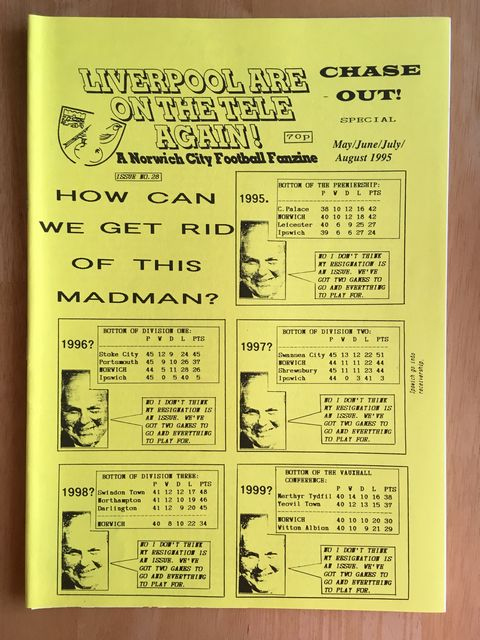 LIVERPOOL ARE
ON THE TELE
AGAIN!
70p
A Norwich City Football Fanzine
CHASE
OUT!
SPECIAL
May/June/July/
August 1995
ISSUE NO.28
HOW CAN
WE GET RID
OF THIS
MADMAN?
1995.
BOTTOM OF THE PREMIERSHIP:
P W D L PTS
C.Palace 38 10 12 16 42
NORWICH 40 10 12 18 42
Leicester 40 6 9 25 27
Ipswich 39 6 6 27 24
NO I DON'T THINK
MY RESIGNATION IS
AN ISSUE. WE'VE
GOT TWO GAMES TO
GO AND EVERYTHING
TO PLAY FOR.
1996?
BOTTOM OF DIVISION ONE:
P W D L PTS
Stoke City 45 12 9 24 45
Portsmouth 45 9 10 26 37
NORWICH 44 5 11 28 26
Ipswich 45 0 5 40 5
NO I DON'T THINK
MY RESIGNATION IS
AN ISSUE. WE'VE
GOT TWO GAMES TO
GO AND EVERYTHING
TO PLAY FOR.
1997?
BOTTOM OF DIVISION TWO:
P W D L PTS
Swansea City 45 13 12 22 51
NORWICH 44 11 11 22 44
Shrewsbury 45 11 11 23 44
Ipswich 44 0 3 41 3
Ipswich go into
receivership.
NO I DON'T THINK
MY RESIGNATION IS
AN ISSUE. WE'VE
GOT TWO GAMES TO
GO AND EVERYTHING
TO PLAY FOR.
1998?
BOTTOM OF DIVISION THREE:
P W D L PTS
Swindon Town 41 12 12 17 48
Northampton 41 12 10 19 46
Darlington 41 12 9 20 45
NORWICH 40 8 10 22 34
NO I DON'T THINK
MY RESIGNATION IS
AN ISSUE. WE'VE
GOT TWO GAMES TO
GO AND EVERYTHING
TO PLAY FOR.
1999?
BOTTOM OF THE VAUXHALL
CONFERENCE:
P W D L PTS
Merthyr Tydfil 40 14 10 16 38
Yeovil Town 40 12 13 15 37
NORWICH 40 10 10 20 30
Witton Albion 40 10 9 21 29
NO I DON'T THINK
MY RESIGNATION IS
AN ISSUE. WE'VE
GOT TWO GAMES TO
GO AND EVERYTHING
TO PLAY FOR.